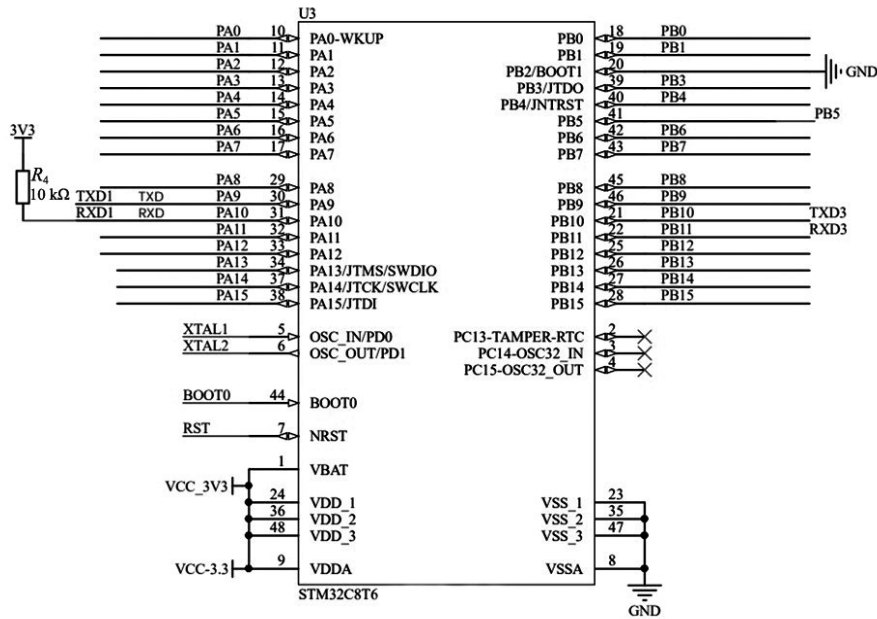 U3
PA0 10 PA0-WKUP PB0 18 PB0
PA1 11 PA1 PB1 19 PB1
PA2 12 PA2 PB2/BOOT1 20 GND
PA3 13 PA3 PB3/JTDO 39 PB3
PA4 14 PA4 PB4/JNTRST 40 PB4
PA5 15 PA5 PB5 41 PB5
PA6 16 PA6 PB6 42 PB6
3V3 PA7 17 PA7 PB7 43 PB7
R4
10 kΩ
PA8 29 PA8 PB8 45 PB8
TXD1 TXD PA9 30 PA9 PB9 46 PB9
RXD1 RXD PA10 31 PA10 PB10 21 PB10 TXD3
PA11 32 PA11 PB11 22 PB11 RXD3
PA12 33 PA12 PB12 25 PB12
PA13 34 PA13/JTMS/SWDIO PB13 26 PB13
PA14 37 PA14/JTCK/SWCLK PB14 27 PB14
PA15 38 PA15/JTDI PB15 28 PB15
XTAL1 5 OSC_IN/PD0 PC13-TAMPER-RTC 2
XTAL2 6 OSC_OUT/PD1 PC14-OSC32_IN 3
PC15-OSC32_OUT 4
BOOT0 44 BOOT0
RST 7 NRST
1 VBAT
VCC_3V3
24 VDD_1 VSS_1 23
36 VDD_2 VSS_2 35
48 VDD_3 VSS_3 47
VCC-3.3 9 VDDA VSSA 8
STM32C8T6
GND